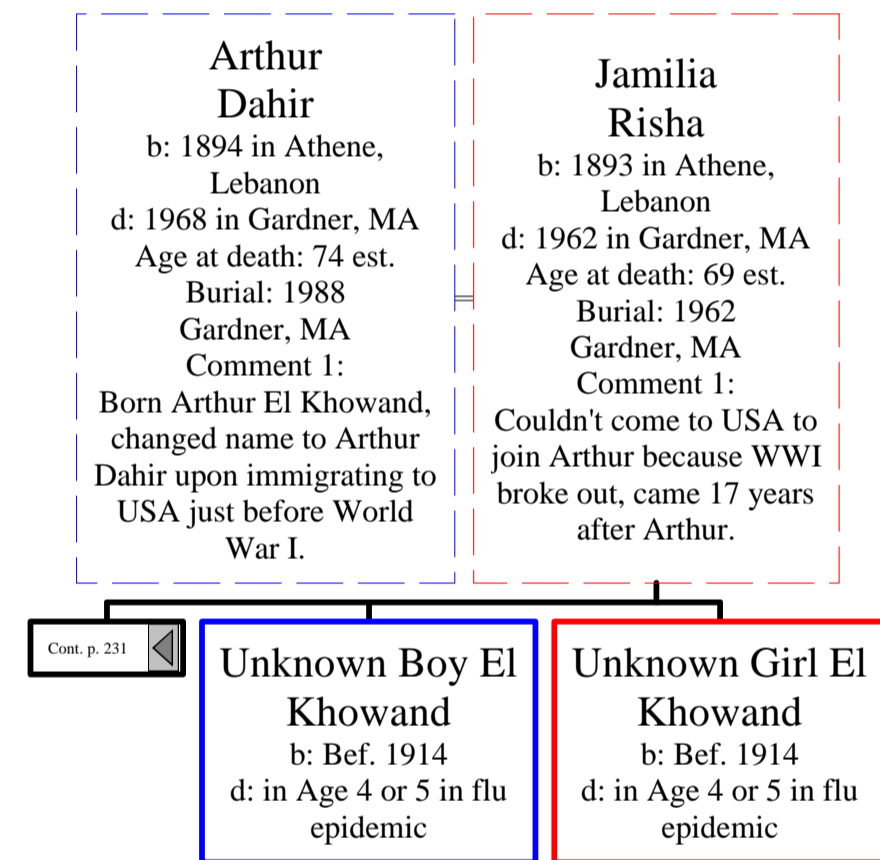 Arthur
Dahir
b: 1894 in Athene,
Lebanon
d: 1968 in Gardner, MA
Age at death: 74 est.
Burial: 1988
Gardner, MA
Comment 1:
Born Arthur El Khowand,
changed name to Arthur
Dahir upon immigrating to
USA just before World
War I.
Jamilia
Risha
b: 1893 in Athene,
Lebanon
d: 1962 in Gardner, MA
Age at death: 69 est.
Burial: 1962
Gardner, MA
Comment 1:
Couldn't come to USA to
join Arthur because WWI
broke out, came 17 years
after Arthur.
Cont. p. 231
Unknown Boy El
Khowand
b: Bef. 1914
d: in Age 4 or 5 in flu
epidemic
Unknown Girl El
Khowand
b: Bef. 1914
d: in Age 4 or 5 in flu
epidemic